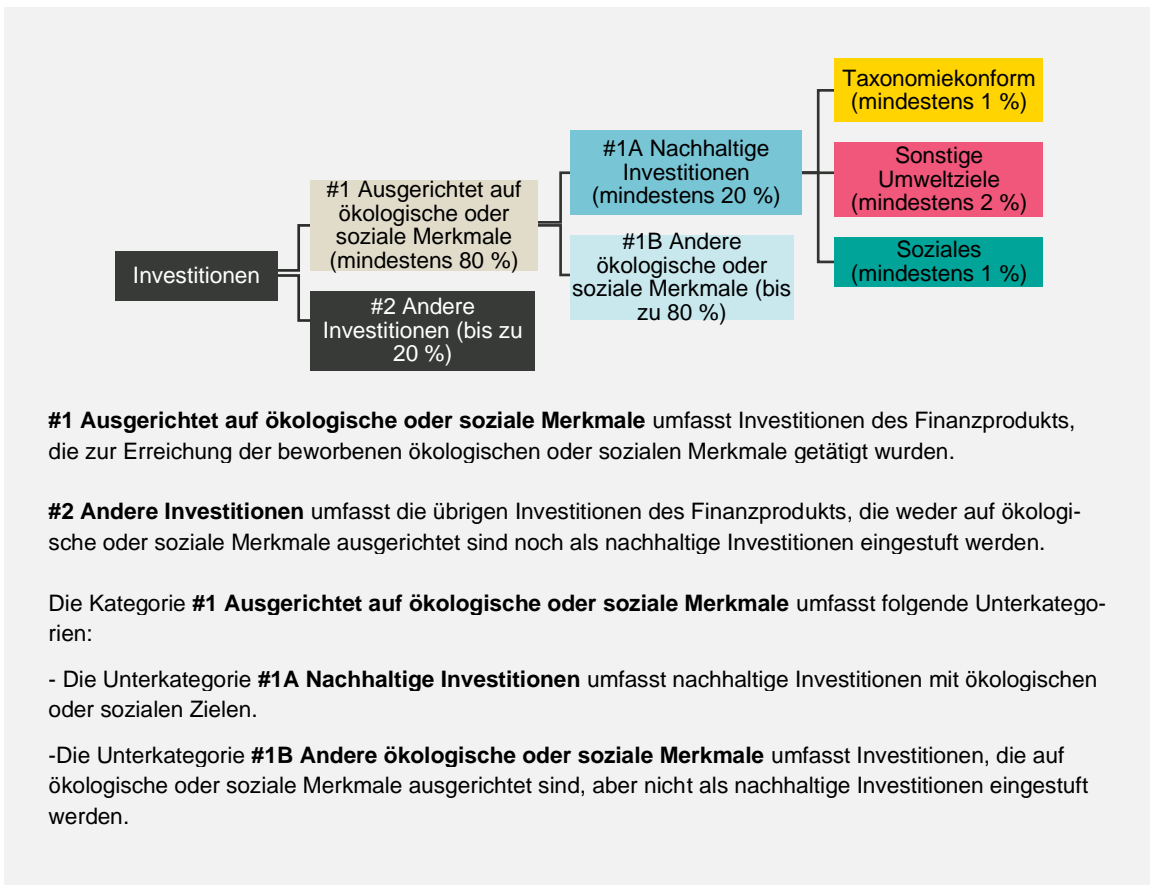 Taxonomiekonform
(mindestens 1 %)
#1A Nachhaltige
Investitionen
(mindestens 20 %)
Sonstige
Umweltziele
(mindestens 2 %)
#1 Ausgerichtet auf
ökologische oder
soziale Merkmale
(mindestens 80 %)
#1B Andere
ökologische oder
soziale Merkmale (bis
zu 80 %)
Soziales
(mindestens 1 %)
Investitionen
#2 Andere
Investitionen (bis zu
20 %)
#1 Ausgerichtet auf ökologische oder soziale Merkmale umfasst Investitionen des Finanzprodukts,
die zur Erreichung der beworbenen ökologischen oder sozialen Merkmale getätigt wurden.
#2 Andere Investitionen umfasst die übrigen Investitionen des Finanzprodukts, die weder auf ökologi-
sche oder soziale Merkmale ausgerichtet sind noch als nachhaltige Investitionen eingestuft werden.
Die Kategorie #1 Ausgerichtet auf ökologische oder soziale Merkmale umfasst folgende Unterkatego-
rien:
- Die Unterkategorie #1A Nachhaltige Investitionen umfasst nachhaltige Investitionen mit ökologischen
oder sozialen Zielen.
-Die Unterkategorie #1B Andere ökologische oder soziale Merkmale umfasst Investitionen, die auf
ökologische oder soziale Merkmale ausgerichtet sind, aber nicht als nachhaltige Investitionen eingestuft
werden.